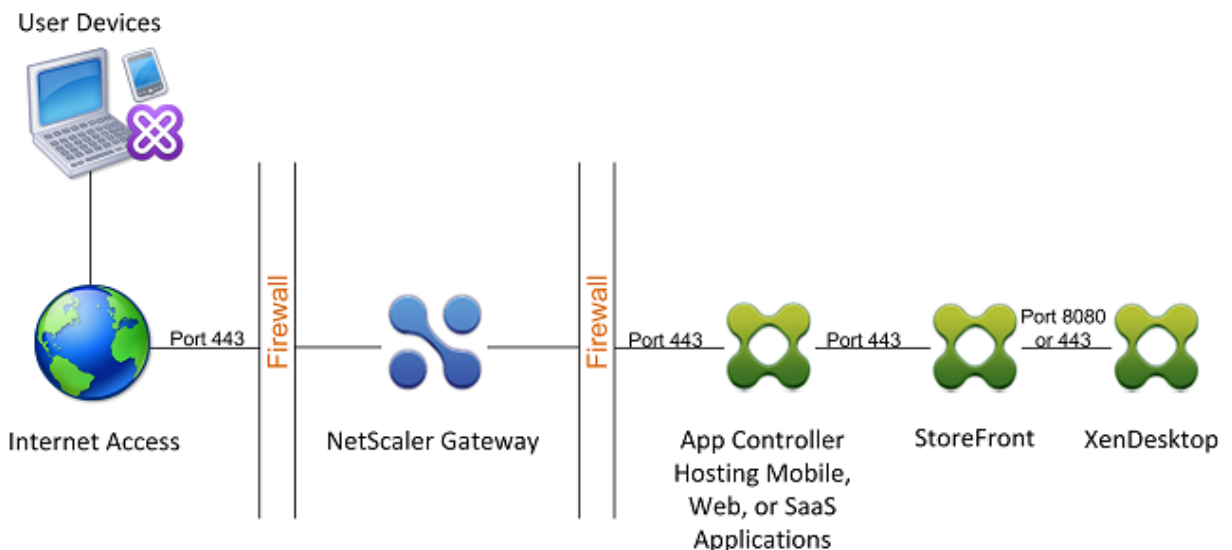 User Devices
Port 443
Firewall
Firewall
Port 443
Port 443
Port 8080
or 443
Internet Access
NetScaler Gateway
App Controller
Hosting Mobile,
Web, or SaaS
Applications
StoreFront
XenDesktop